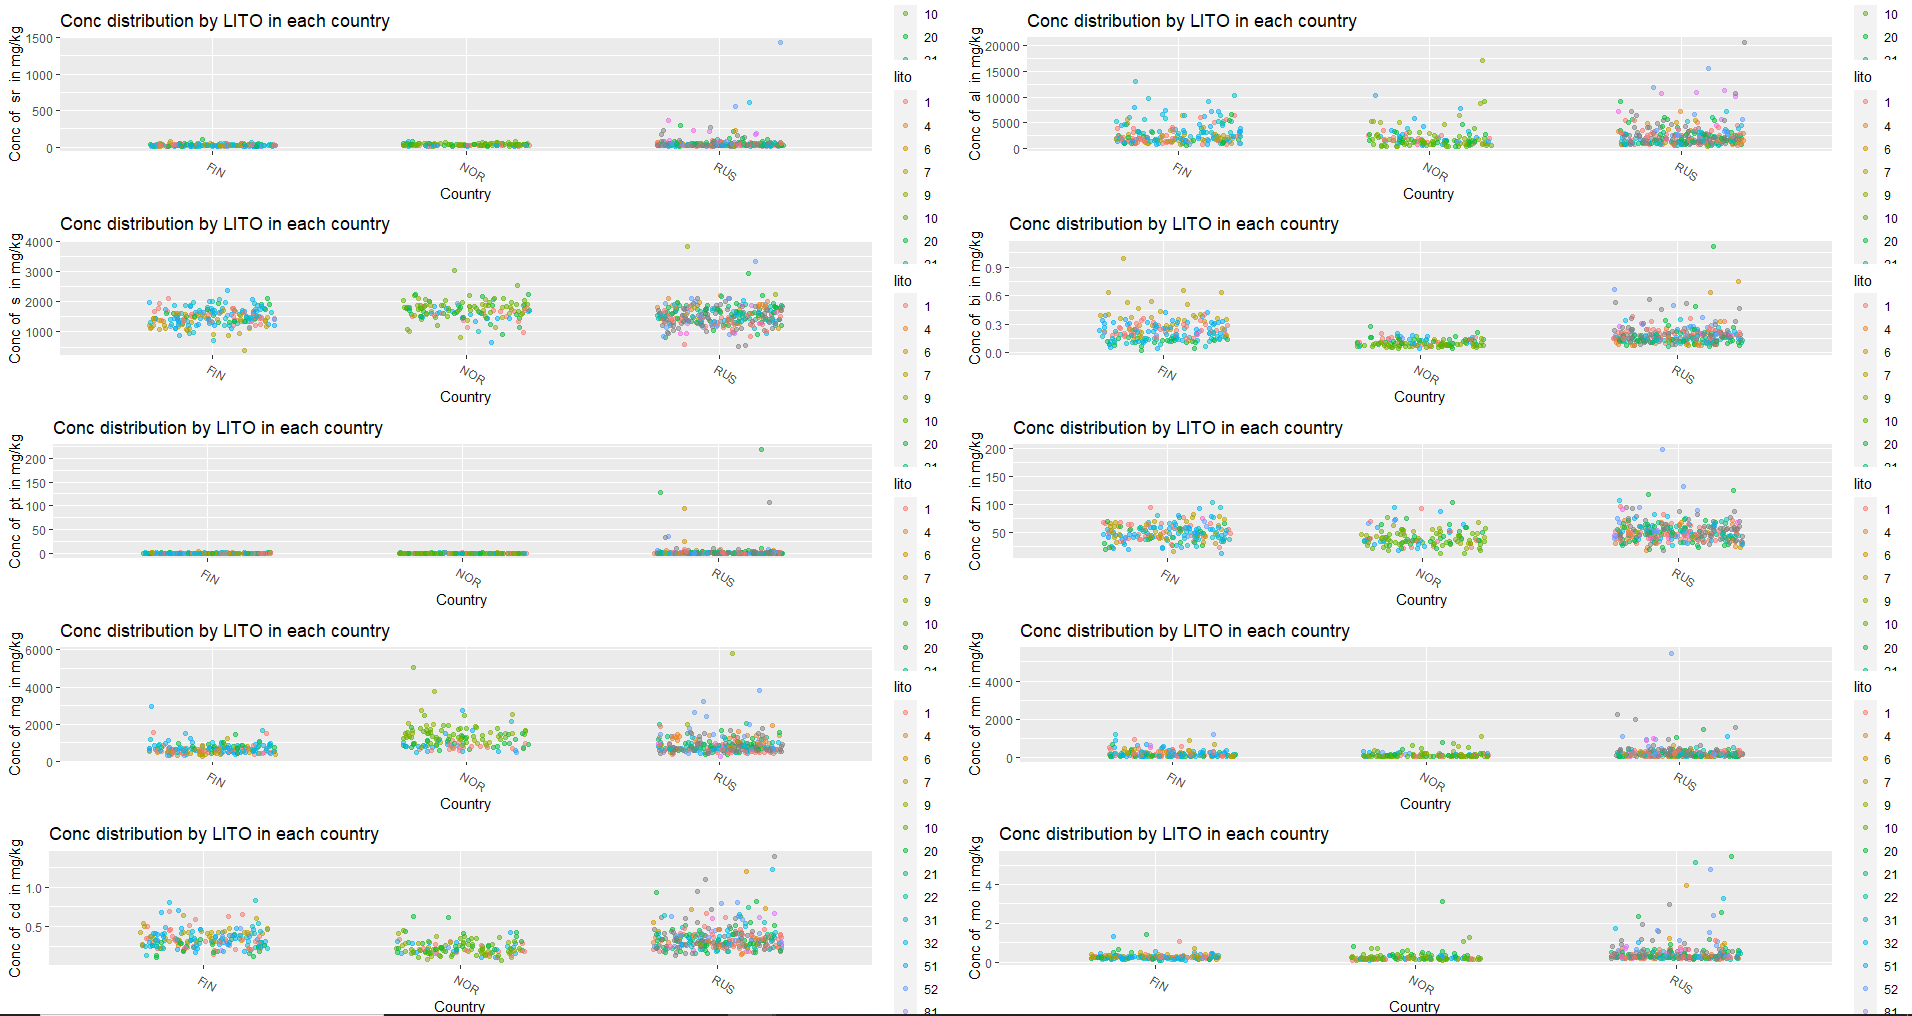 Conc distribution by LITO in each country
Conc of sr in mg/kg
1500
1000
500
0
FIN
NOR
RUS
Country
Conc distribution by LITO in each country
Conc of s in mg/kg
4000
3000
2000
1000
FIN
NOR
RUS
Country
Conc distribution by LITO in each country
Conc of pt in mg/kg
200
150
100
50
0
FIN
NOR
RUS
Country
Conc distribution by LITO in each country
Conc of mg in mg/kg
6000
4000
2000
0
FIN
NOR
RUS
Country
Conc distribution by LITO in each country
Conc of cd in mg/kg
1.0
0.5
FIN
NOR
RUS
Country
10
20
21
lito
1
4
6
7
9
10
20
21
lito
1
4
6
7
9
10
20
21
lito
1
4
6
7
9
10
20
21
lito
1
4
6
7
9
10
20
21
22
31
32
51
52
81
Conc distribution by LITO in each country
Conc of al in mg/kg
20000
15000
10000
5000
0
FIN
NOR
RUS
Country
Conc distribution by LITO in each country
Conc of bi in mg/kg
0.9
0.6
0.3
0.0
FIN
NOR
RUS
Country
Conc distribution by LITO in each country
Conc of zn in mg/kg
200
150
100
50
FIN
NOR
RUS
Country
Conc distribution by LITO in each country
Conc of mn in mg/kg
4000
2000
0
FIN
NOR
RUS
Country
Conc distribution by LITO in each country
Conc of mo in mg/kg
4
2
0
FIN
NOR
RUS
Country
10
20
21
lito
1
4
6
7
9
10
20
21
lito
1
4
6
7
9
10
20
21
lito
1
4
6
7
9
10
20
21
lito
1
4
6
7
9
10
20
21
22
31
32
51
52
81